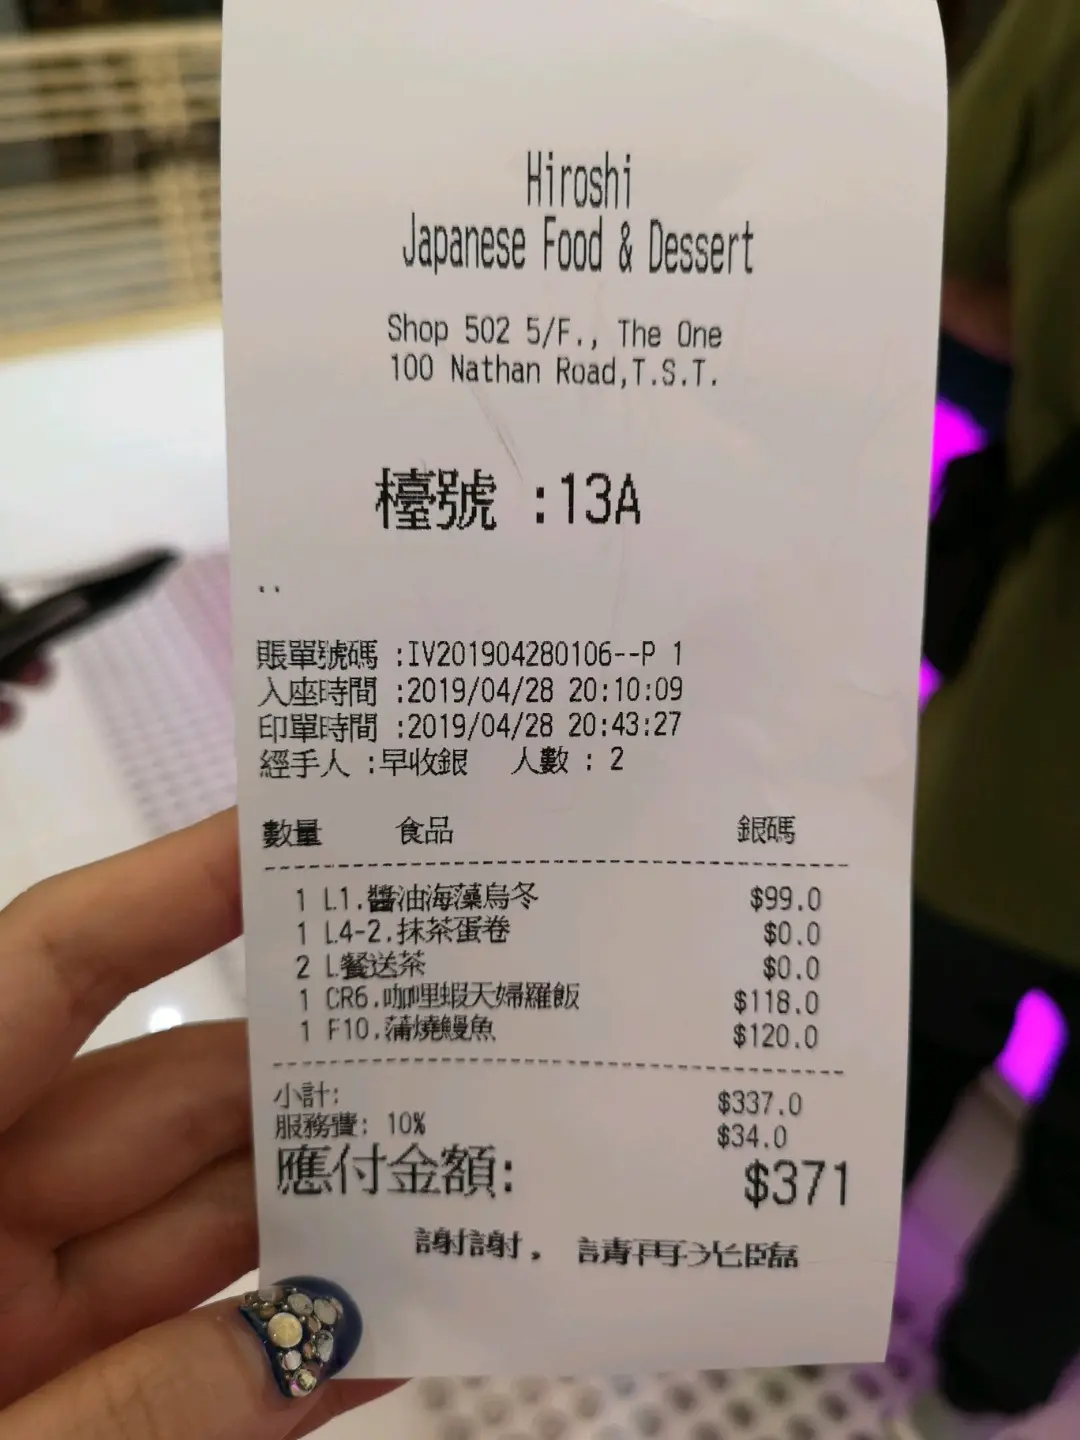 Hiroshi
Japanese Food & Dessert
Shop 502 5/F., The One
100 Nathan Road,T.S.T.
檯號 :13A
..
賬單號碼 :IV201904280106--P 1
入座時間 :2019/04/28 20:10:09
印單時間 :2019/04/28 20:43:27
經手人 :早收銀 人數 : 2
數量 食品 銀碼
1 L1.醬油海藻烏冬 $99.0
1 L4-2.抹茶蛋卷 $0.0
2 L餐送茶 $0.0
1 CR6.咖哩蝦天婦羅飯 $118.0
1 F10.蒲燒鰻魚 $120.0
小計: $337.0
服務費: 10% $34.0
應付金額: $371
謝謝, 請再光臨